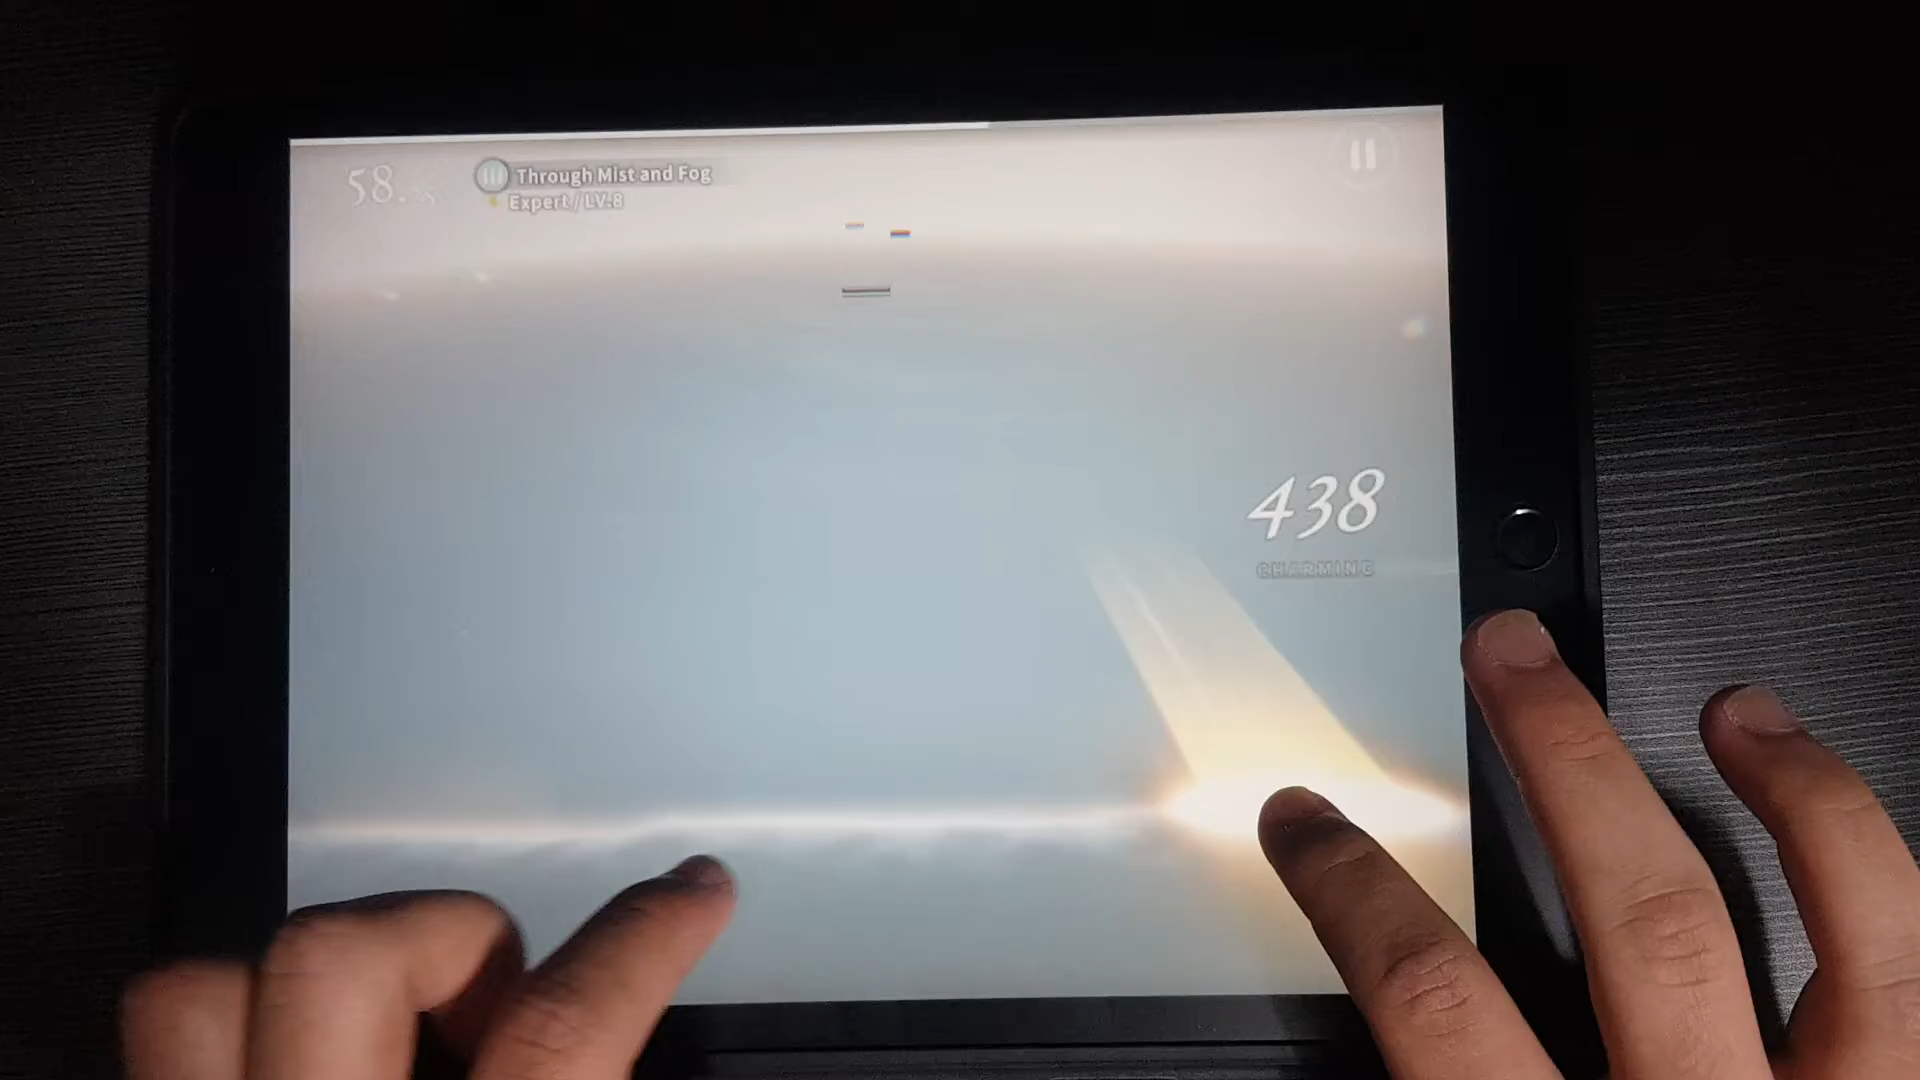 58.
Through Mist and Fog
Expert / LV.8
438
CHARMING